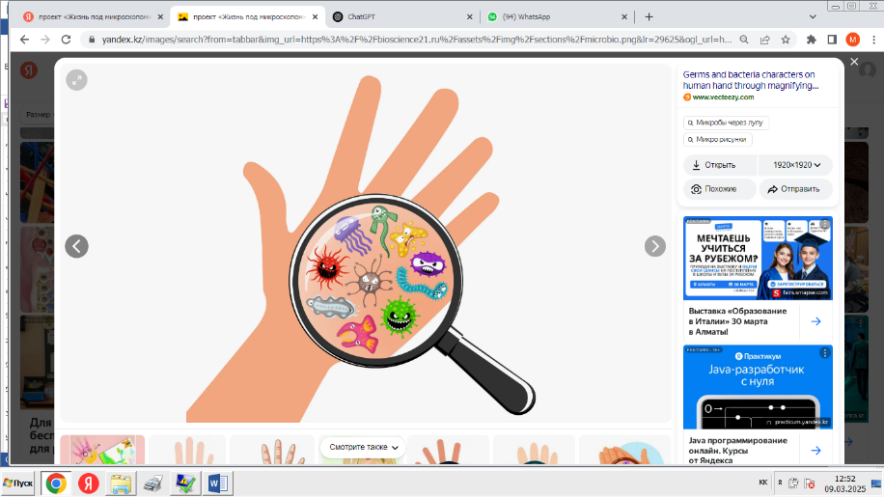 проект «Жизнь под микроскопом
проект «Жизнь под микроскопом
ChatGPT
(94) WhatsApp
yandex.kz/images/search?from=tabbar&img_url=https%3A%2F%2Fbioscience21.ru%2Fassets%2Fimg%2Fsections%2Fmicrobio.png&lr=29625&ogl_url=h...
M
Размер
Germs and bacteria characters on
human hand through magnifying...
www.vecteezy.com
Микробы через лупу
Микро рисунки
Открыть
1920×1920
Похожие
Отправить
МЕЧТАЕШЬ
УЧИТЬСЯ
ЗА РУБЕЖОМ?
Выставка «Образование
в Италии» 30 марта
в Алматы!
Практикум
Java-разработчик
с нуля
practicum.yandex.kz
Java программирование
онлайн. Курсы
от Яндекса
Смотрите также
Для
бесп
для р
Пуск
KK
12:52
09.03.2025